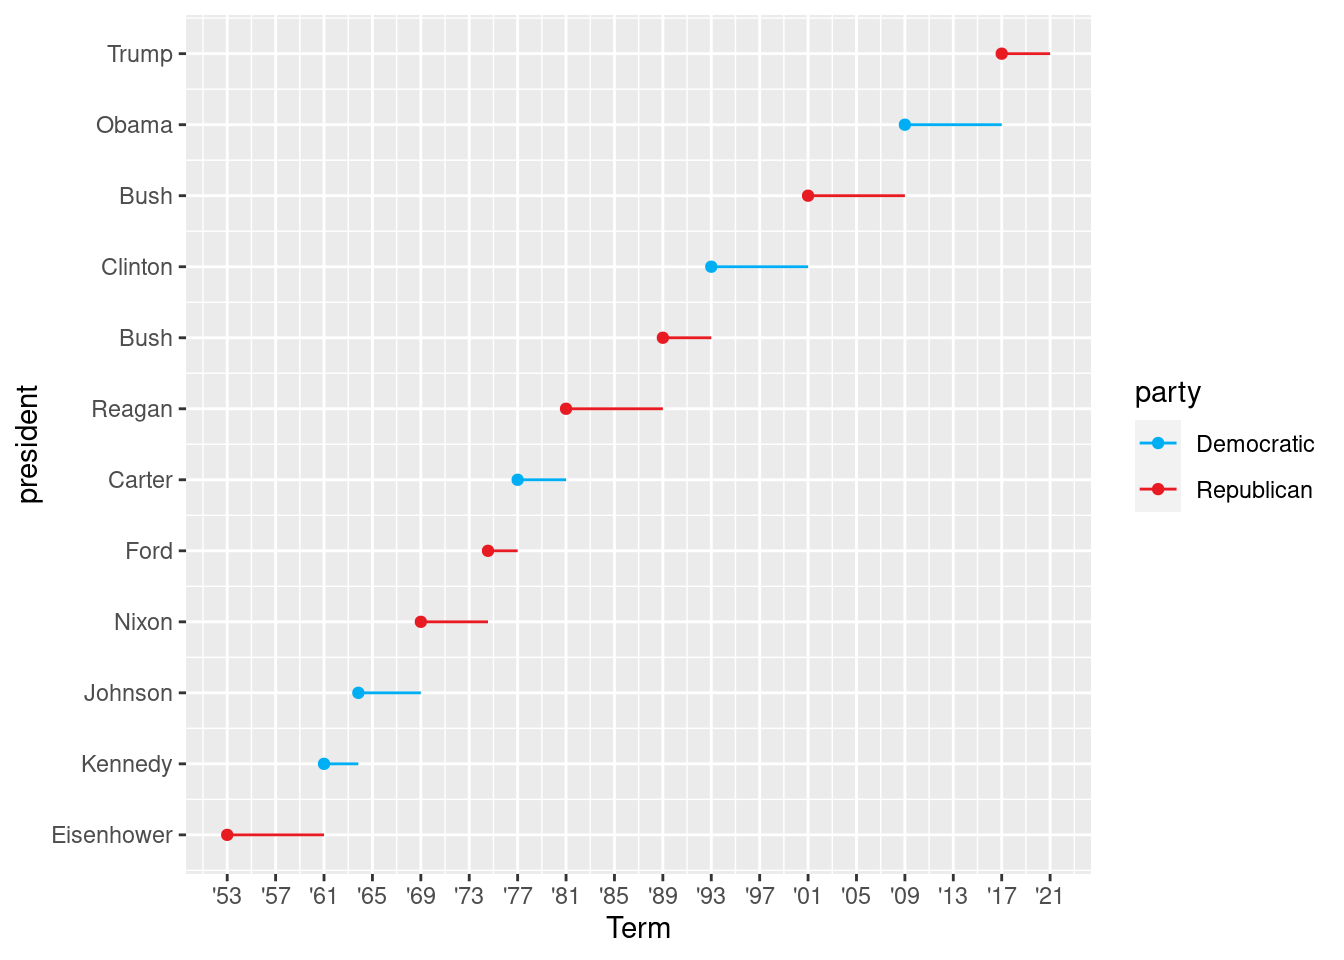 Trump
Obama
Bush
Clinton
Bush
Reagan
Carter
Ford
Nixon
Johnson
Kennedy
Eisenhower
president
'53 '57 '61 '65 '69 '73 '77 '81 '85 '89 '93 '97 '01 '05 '09 '13 '17 '21
Term
party
Democratic
Republican